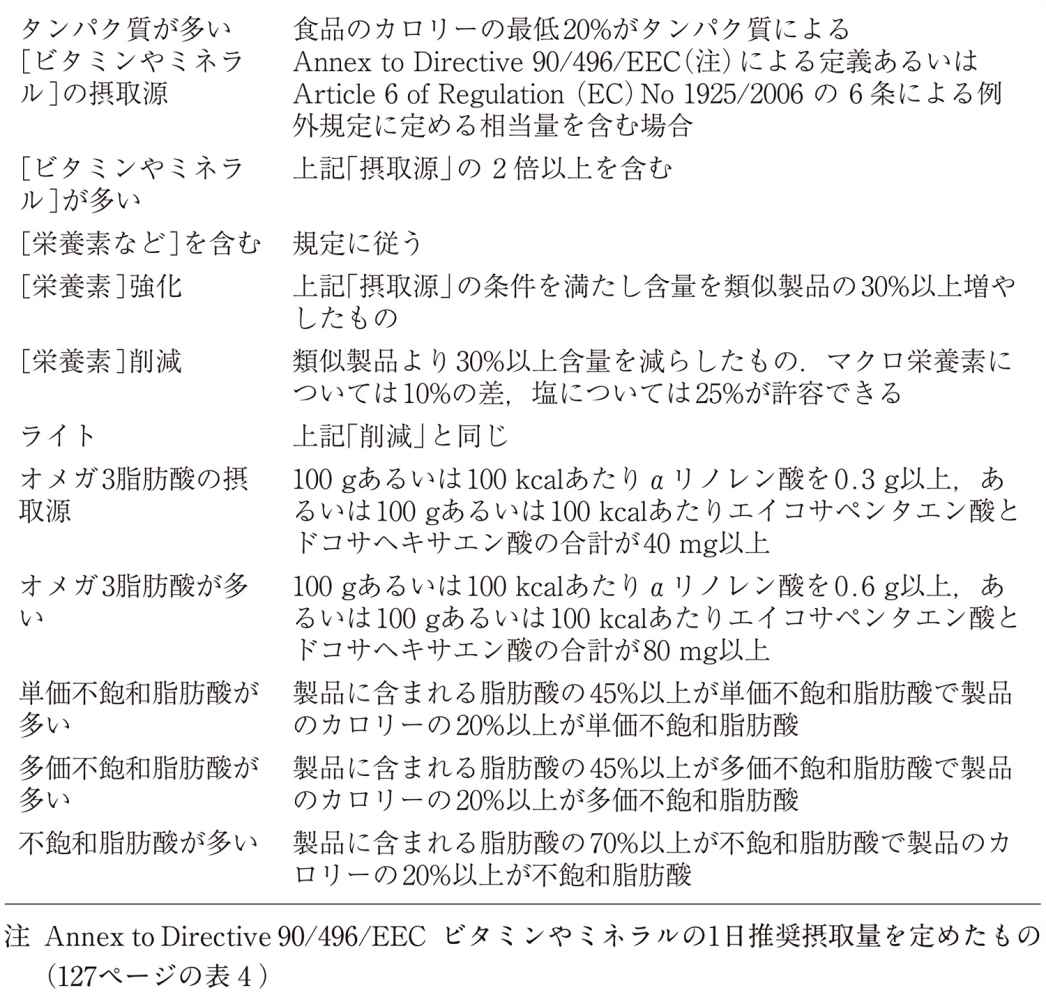 タンパク質が多い　食品のカロリーの最低20%がタンパク質による
[ビタミンやミネラ　Annex to Directive 90/496/EEC(注)による定義あるいは
ル]の摂取源　Article 6 of Regulation (EC) No 1925/2006 の 6 条による例
外規定に定める相当量を含む場合
[ビタミンやミネラ　上記「摂取源」の 2 倍以上を含む
ル]が多い
[栄養素など]を含む　規定に従う
[栄養素]強化　上記「摂取源」の条件を満たし含量を類似製品の30%以上増や
したもの
[栄養素]削減　類似製品より30%以上含量を減らしたもの．マクロ栄養素に
ついては10%の差，塩については25%が許容できる
ライト　上記「削減」と同じ
オメガ3脂肪酸の摂　100 gあるいは100 kcalあたりαリノレン酸を0.3 g以上，あ
取源　るいは100 gあるいは100 kcalあたりエイコサペンタエン酸と
ドコサヘキサエン酸の合計が40 mg以上
オメガ3脂肪酸が多　100 gあるいは100 kcalあたりαリノレン酸を0.6 g以上，あ
い　るいは100 gあるいは100 kcalあたりエイコサペンタエン酸と
ドコサヘキサエン酸の合計が80 mg以上
単価不飽和脂肪酸が　製品に含まれる脂肪酸の45%以上が単価不飽和脂肪酸で製品
多い　のカロリーの20%以上が単価不飽和脂肪酸
多価不飽和脂肪酸が　製品に含まれる脂肪酸の45%以上が多価不飽和脂肪酸で製品
多い　のカロリーの20%以上が多価不飽和脂肪酸
不飽和脂肪酸が多い　製品に含まれる脂肪酸の70%以上が不飽和脂肪酸で製品のカ
ロリーの20%以上が不飽和脂肪酸
注 Annex to Directive 90/496/EEC ビタミンやミネラルの1日推奨摂取量を定めたもの
(127ページの表 4 )